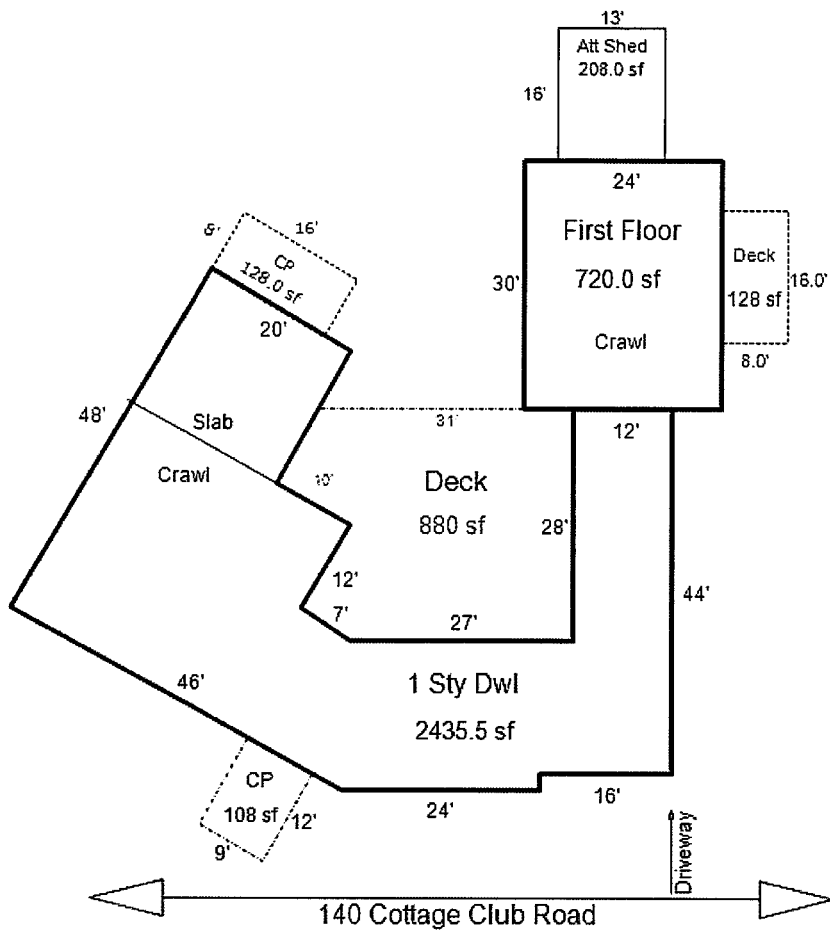 13'
Att Shed
208.0 sf
16'
24'
First Floor
720.0 sf
30'
Crawl
Deck
128 sf
16.0'
8.0'
8'
16'
CP
128.0 sf
20'
48'
Slab
Crawl
31'
12'
10'
Deck
880 sf
28'
12'
7'
27'
44'
46'
1 Sty Dwl
2435.5 sf
CP
108 sf
12'
9'
24'
16'
Driveway
140 Cottage Club Road